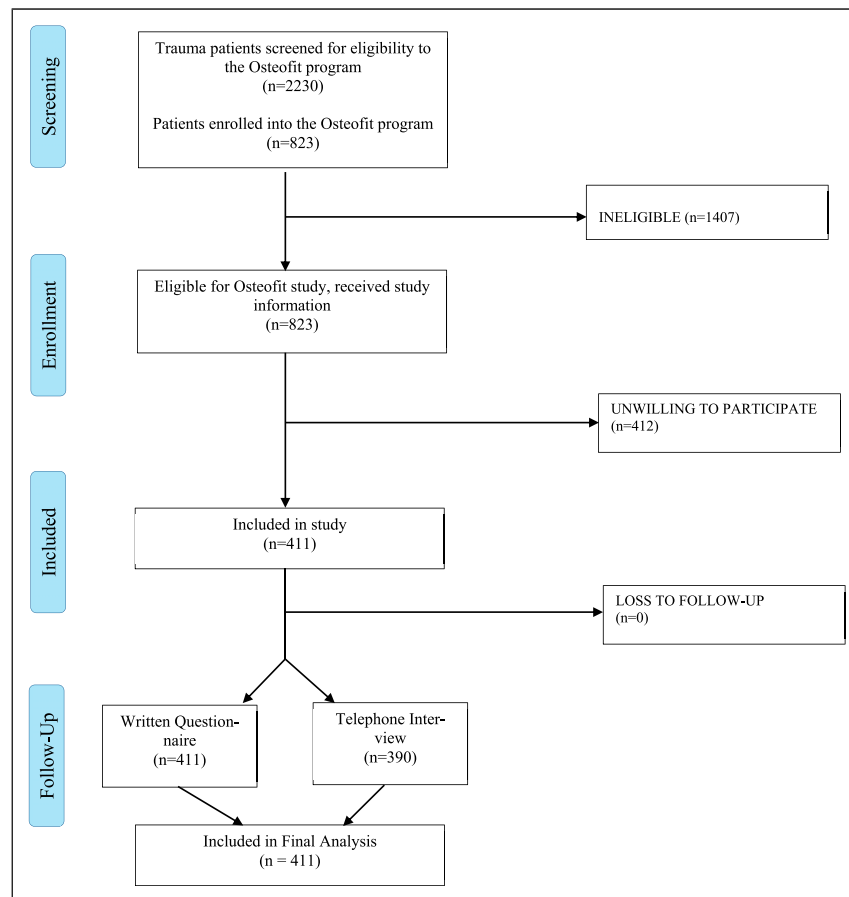 Screening
Trauma patients screened for eligibility to
the Osteofit program
(n=2230)
Patients enrolled into the Osteofit program
(n=823)
INELIGIBLE (n=1407)
Enrollment
Eligible for Osteofit study, received study
information
(n=823)
UNWILLING TO PARTICIPATE
(n=412)
Included
Included in study
(n=411)
LOSS TO FOLLOW-UP
(n=0)
Follow-Up
Written Question-
naire
(n=411)
Telephone Inter-
view
(n=390)
Included in Final Analysis
(n = 411)